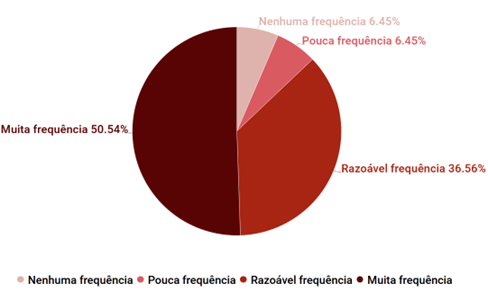 Nenhuma frequência 6.45%
Pouca frequência 6.45%
Muita frequência 50.54%
Razoável frequência 36.56%
Nenhuma frequência Pouca frequência Razoável frequência Muita frequência